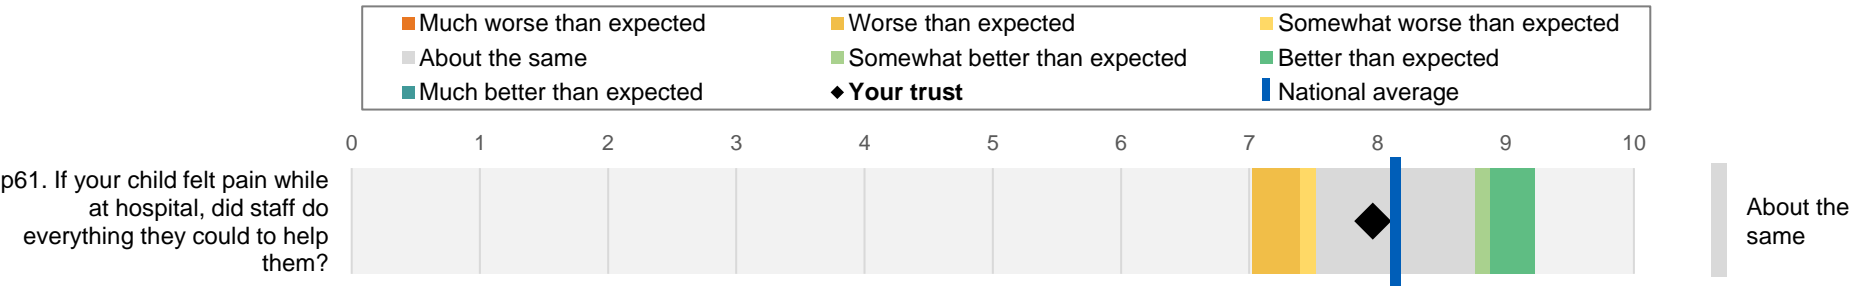 Much worse than expected
Worse than expected
Somewhat worse than expected
About the same
Somewhat better than expected
Better than expected
Much better than expected
Your trust
National average
0 1 2 3 4 5 6 7 8 9 10
p61. If your child felt pain while
at hospital, did staff do
everything they could to help
them?
About the
same